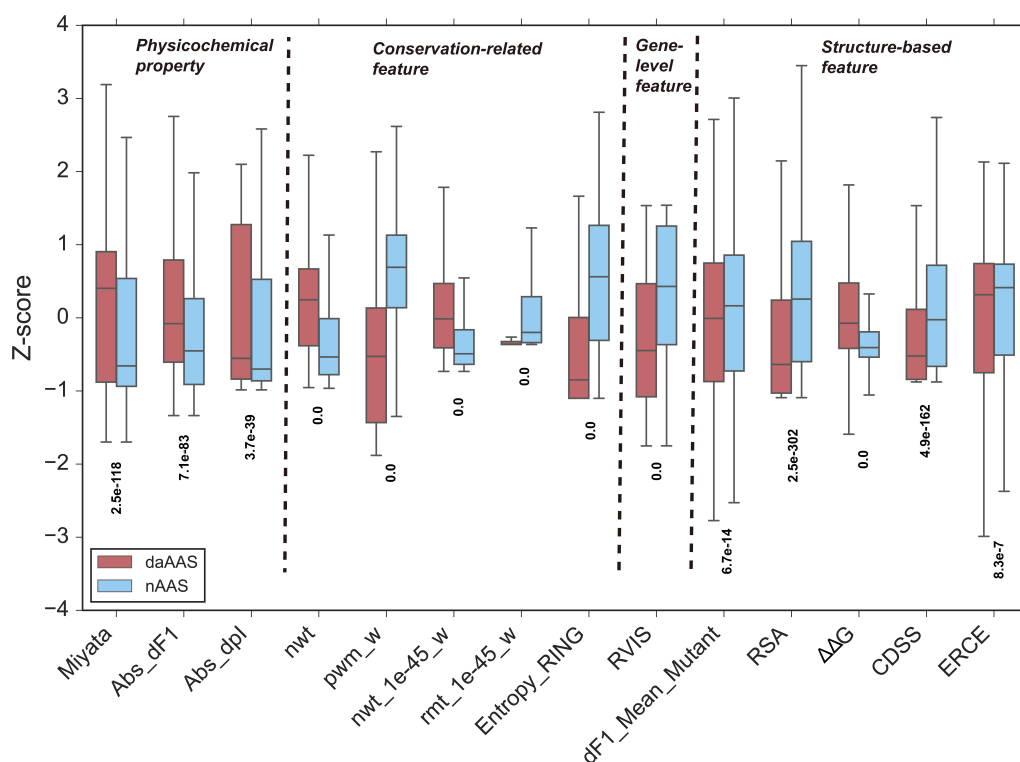 Physicochemical
property
Conservation-related
feature
Gene-
level
feature
Structure-based
feature
Z-score
4
3
2
1
0
−1
−2
−3
−4
2.5e-118
7.1e-83
3.7e-39
0.0
0.0
0.0
0.0
0.0
0.0
6.7e-14
2.5e-302
0.0
4.9e-162
8.3e-7
daAAS
nAAS
Miyata
Abs_dF1
Abs_dpI
nwt
pwm_w
nwt_1e-45_w
rmt_1e-45_w
Entropy_RING
RVIS
dF1_Mean_Mutant
RSA
ΔΔG
CDSS
ERCE